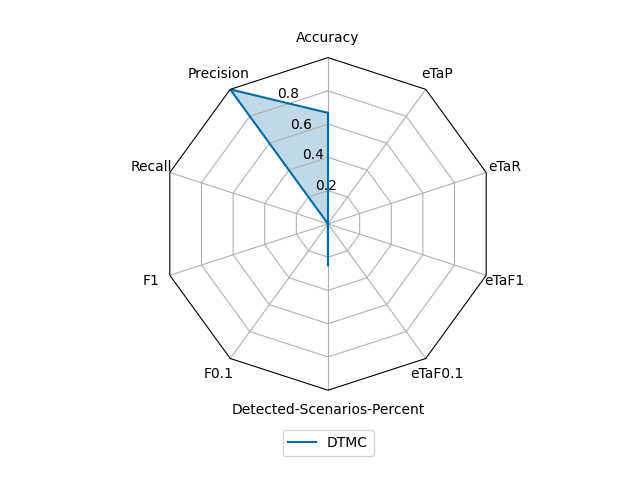 Accuracy
Precision
eTaP
0.8
0.6
0.4
0.2
Recall
eTaR
F1
eTaF1
F0.1
eTaF0.1
Detected-Scenarios-Percent
DTMC